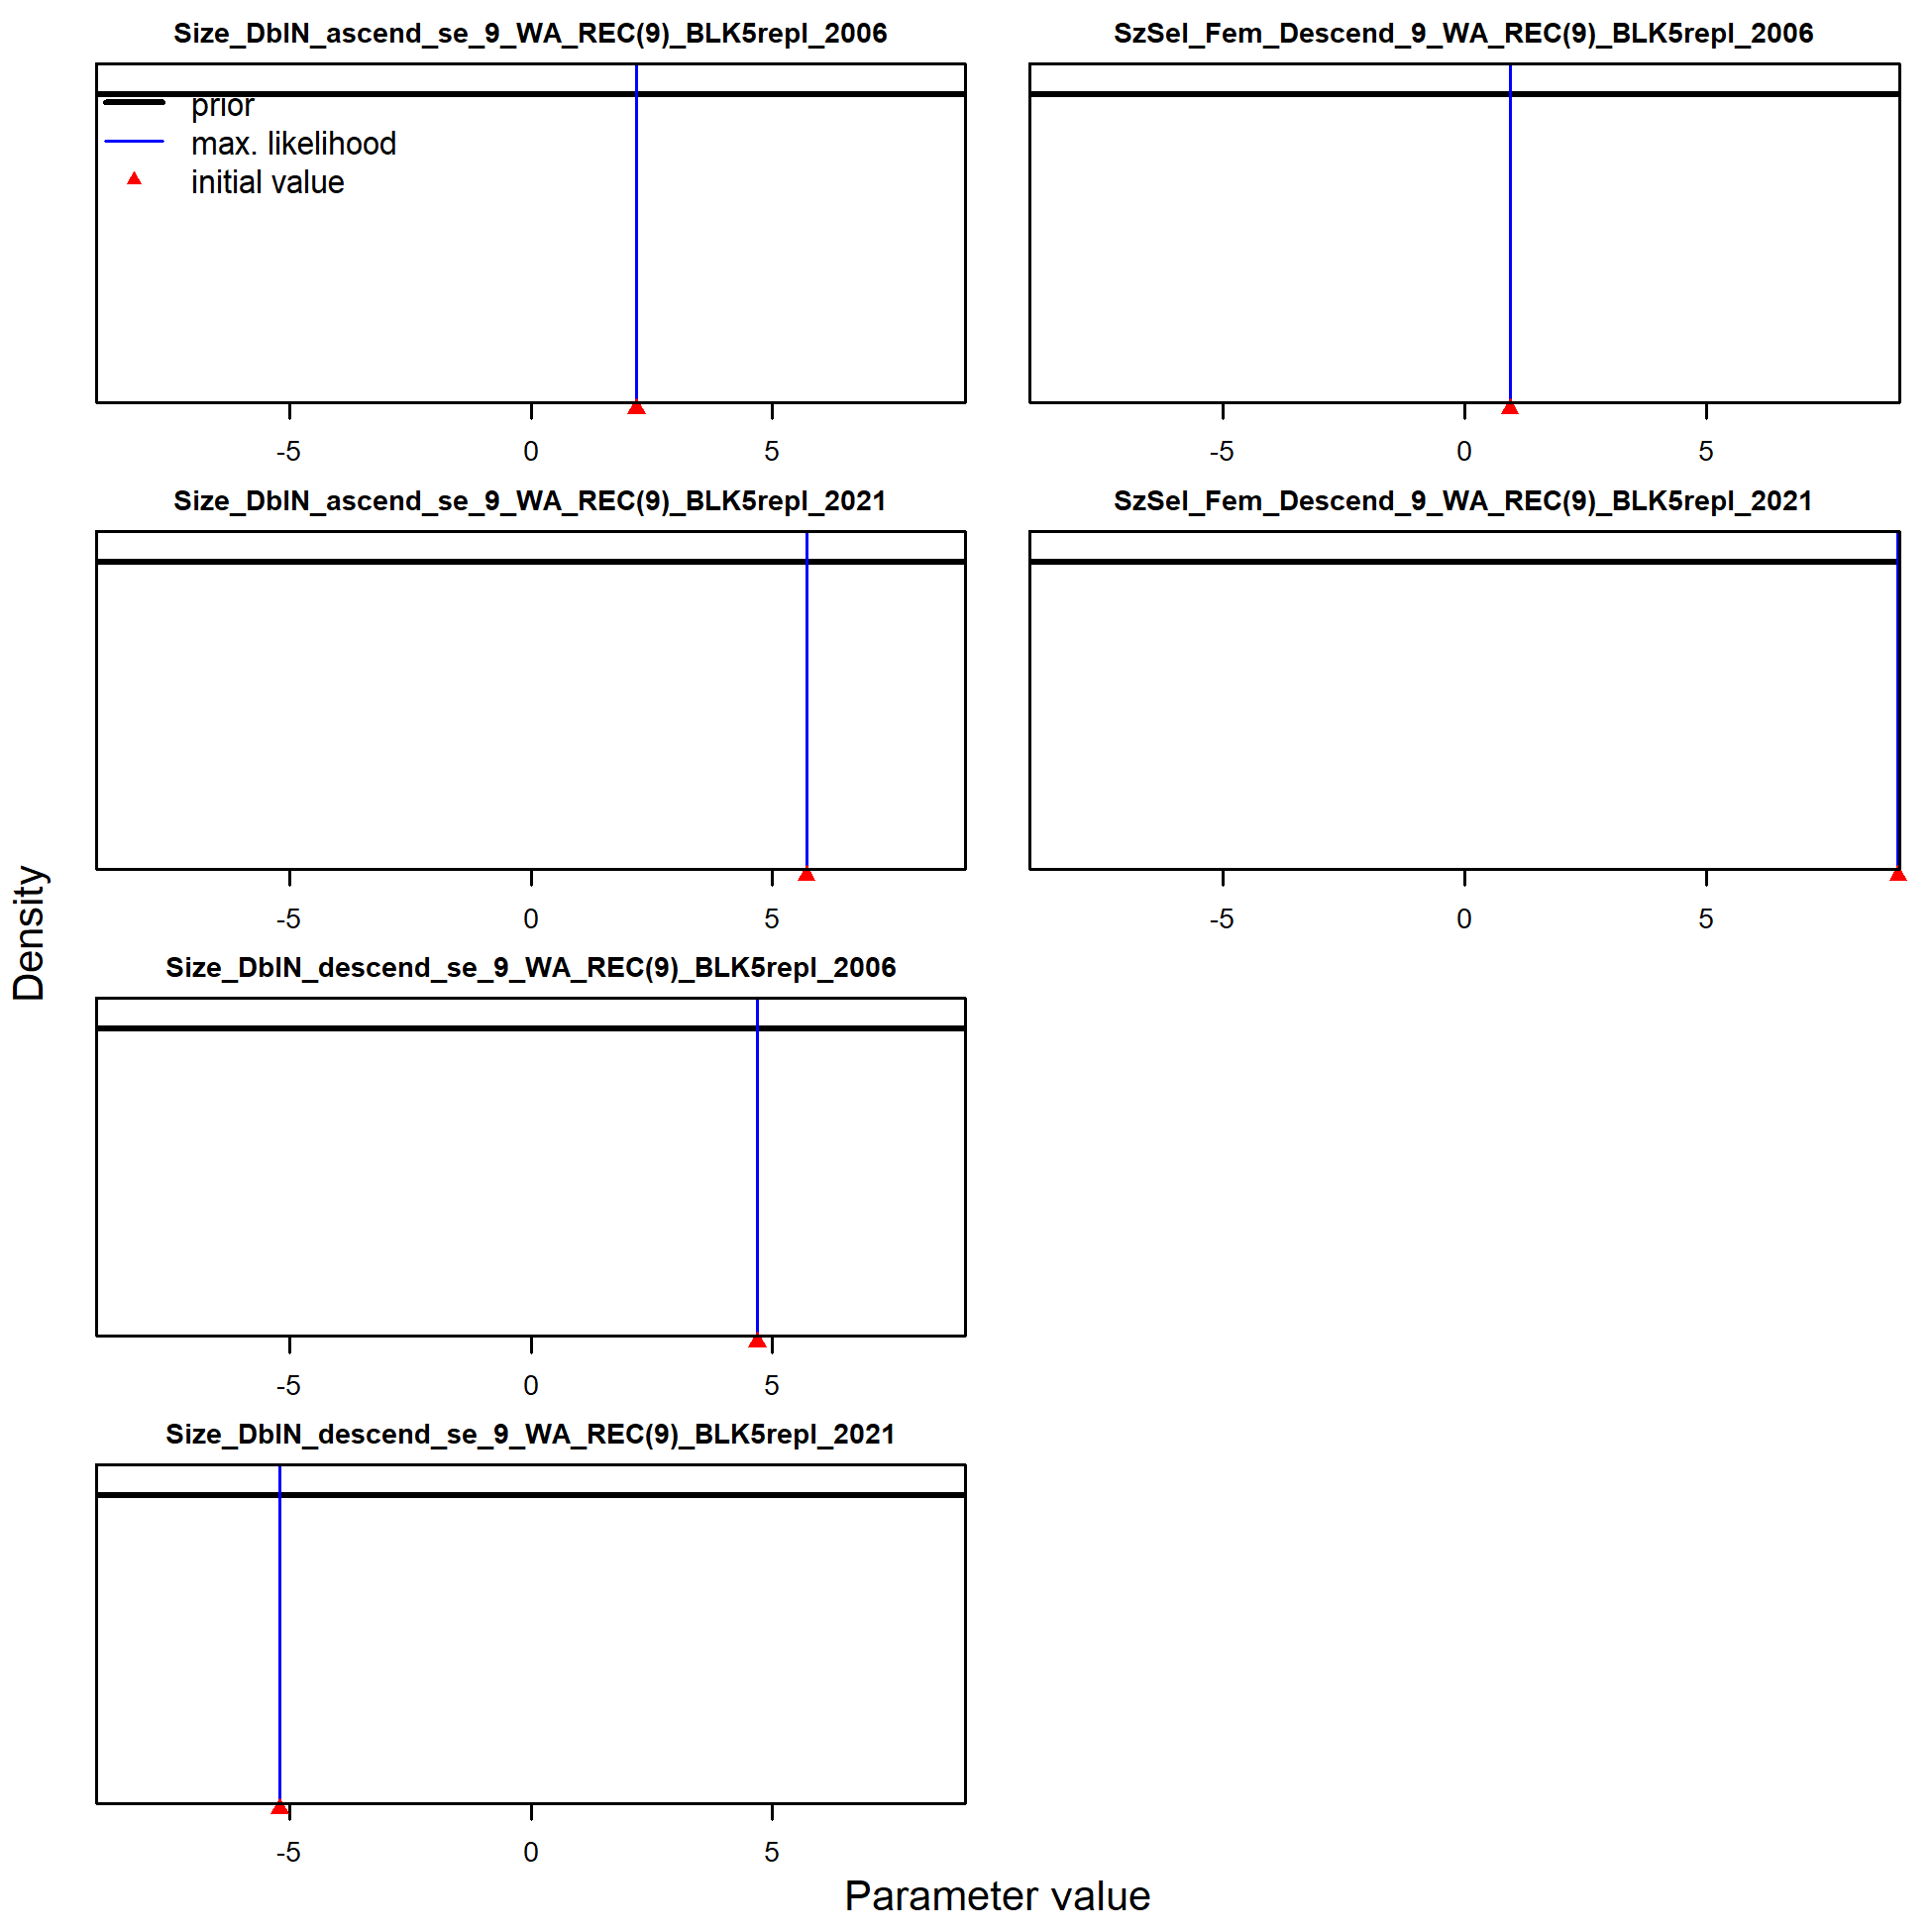 Size_DblN_ascend_se_9_WA_REC(9)_BLK5repl_2006
prior
max. likelihood
initial value
-5 0 5
SzSel_Fem_Descend_9_WA_REC(9)_BLK5repl_2006
-5 0 5
Size_DblN_ascend_se_9_WA_REC(9)_BLK5repl_2021
-5 0 5
SzSel_Fem_Descend_9_WA_REC(9)_BLK5repl_2021
-5 0 5
Size_DblN_descend_se_9_WA_REC(9)_BLK5repl_2006
-5 0 5
Size_DblN_descend_se_9_WA_REC(9)_BLK5repl_2021
-5 0 5
Density
Parameter value